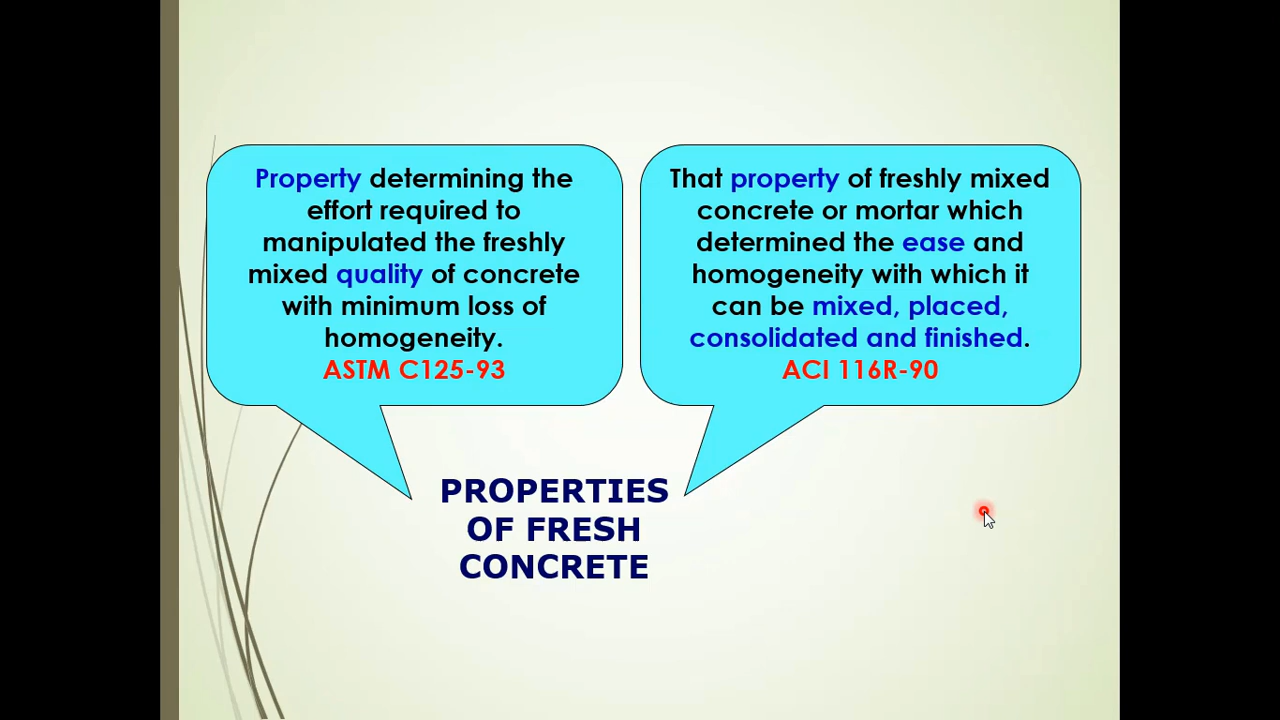 Property determining the
effort required to
manipulated the freshly
mixed quality of concrete
with minimum loss of
homogeneity.
ASTM C125-93
That property of freshly mixed
concrete or mortar which
determined the ease and
homogeneity with which it
can be mixed, placed,
consolidated and finished.
ACI 116R-90
PROPERTIES
OF FRESH
CONCRETE